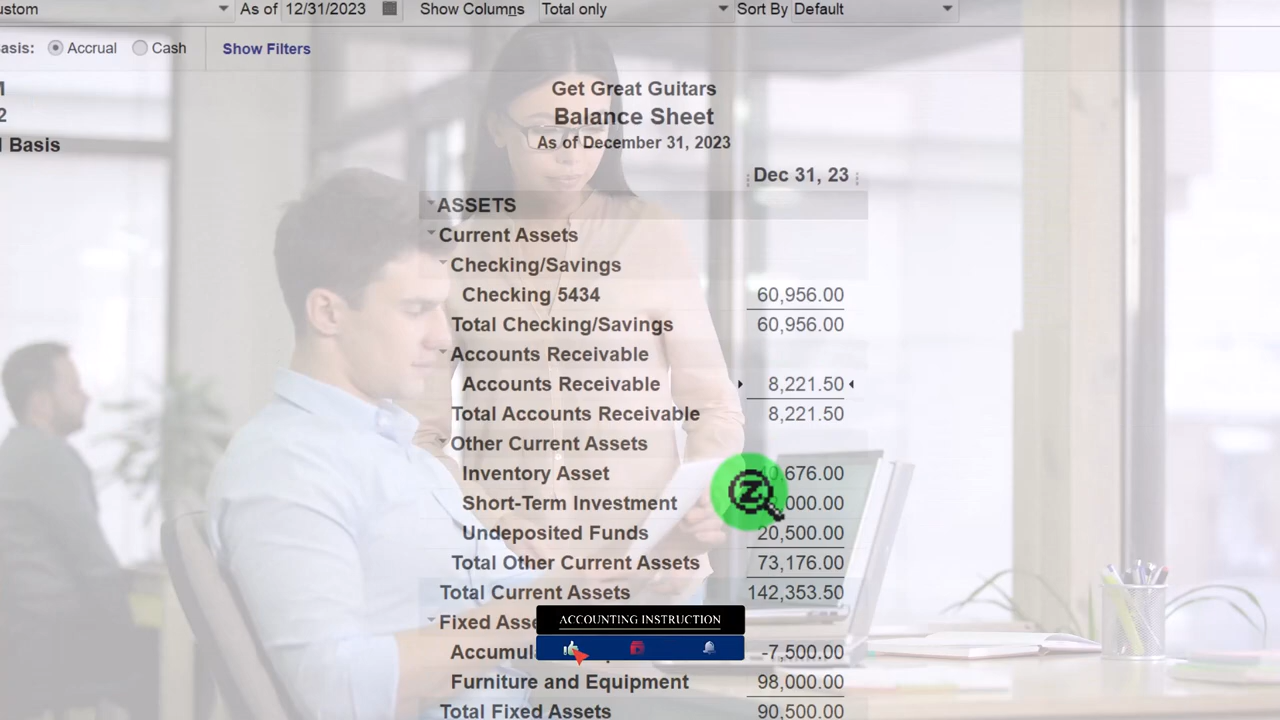 stom As of 12/31/2023 Show Columns Total only Sort By Default
asis: Accrual Cash Show Filters
Get Great Guitars
Balance Sheet
Basis As of December 31, 2023
Dec 31, 23
ASSETS
Current Assets
Checking/Savings
Checking 5434 60,956.00
Total Checking/Savings 60,956.00
Accounts Receivable
Accounts Receivable 8,221.50
Total Accounts Receivable 8,221.50
Other Current Assets
Inventory Asset 0,676.00
Short-Term Investment ,000.00
Undeposited Funds 20,500.00
Total Other Current Assets 73,176.00
Total Current Assets 142,353.50
Fixed Asse
ACCOUNTING INSTRUCTION
Accumul -7,500.00
Furniture and Equipment 98,000.00
Total Fixed Assets 90,500.00